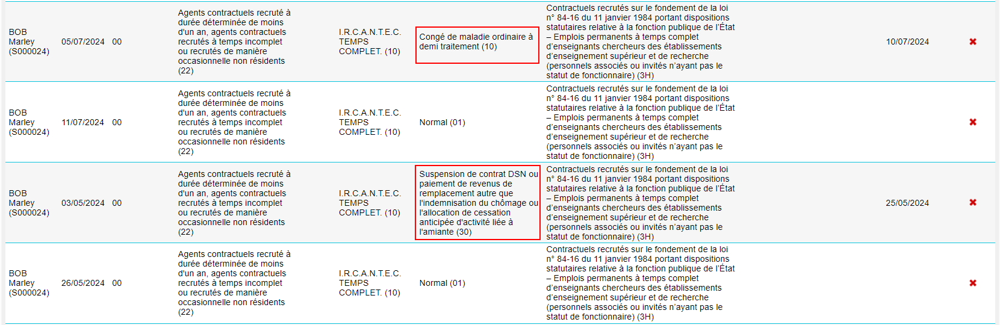 BOB
Marley
(S000024)
05/07/2024
00
Agents contractuels recruté à
durée déterminée de moins
d'un an, agents contractuels
recrutés à temps incomplet
ou recrutés de manière
occasionnelle non résidents
(22)
I.R.C.A.N.T.E.C.
TEMPS
COMPLET. (10)
Congé de maladie ordinaire à
demi traitement (10)
Contractuels recrutés sur le fondement de la loi
n° 84-16 du 11 janvier 1984 portant dispositions
statutaires relative à la fonction publique de l’État
– Emplois permanents à temps complet
d’enseignants chercheurs des établissements
d’enseignement supérieur et de recherche
(personnels associés ou invités n’ayant pas le
statut de fonctionnaire) (3H)
10/07/2024
BOB
Marley
(S000024)
11/07/2024
00
Agents contractuels recruté à
durée déterminée de moins
d'un an, agents contractuels
recrutés à temps incomplet
ou recrutés de manière
occasionnelle non résidents
(22)
I.R.C.A.N.T.E.C.
TEMPS
COMPLET. (10)
Normal (01)
Contractuels recrutés sur le fondement de la loi
n° 84-16 du 11 janvier 1984 portant dispositions
statutaires relative à la fonction publique de l’État
– Emplois permanents à temps complet
d’enseignants chercheurs des établissements
d’enseignement supérieur et de recherche
(personnels associés ou invités n’ayant pas le
statut de fonctionnaire) (3H)
BOB
Marley
(S000024)
03/05/2024
00
Agents contractuels recruté à
durée déterminée de moins
d'un an, agents contractuels
recrutés à temps incomplet
ou recrutés de manière
occasionnelle non résidents
(22)
I.R.C.A.N.T.E.C.
TEMPS
COMPLET. (10)
Suspension de contrat DSN ou
paiement de revenus de
remplacement autre que
l'indemnisation du chômage ou
l'allocation de cessation
anticipée d'activité liée à
l'amiante (30)
Contractuels recrutés sur le fondement de la loi
n° 84-16 du 11 janvier 1984 portant dispositions
statutaires relative à la fonction publique de l’État
– Emplois permanents à temps complet
d’enseignants chercheurs des établissements
d’enseignement supérieur et de recherche
(personnels associés ou invités n’ayant pas le
statut de fonctionnaire) (3H)
25/05/2024
BOB
Marley
(S000024)
26/05/2024
00
Agents contractuels recruté à
durée déterminée de moins
d'un an, agents contractuels
recrutés à temps incomplet
ou recrutés de manière
occasionnelle non résidents
(22)
I.R.C.A.N.T.E.C.
TEMPS
COMPLET. (10)
Normal (01)
Contractuels recrutés sur le fondement de la loi
n° 84-16 du 11 janvier 1984 portant dispositions
statutaires relative à la fonction publique de l’État
– Emplois permanents à temps complet
d’enseignants chercheurs des établissements
d’enseignement supérieur et de recherche
(personnels associés ou invités n’ayant pas le
statut de fonctionnaire) (3H)